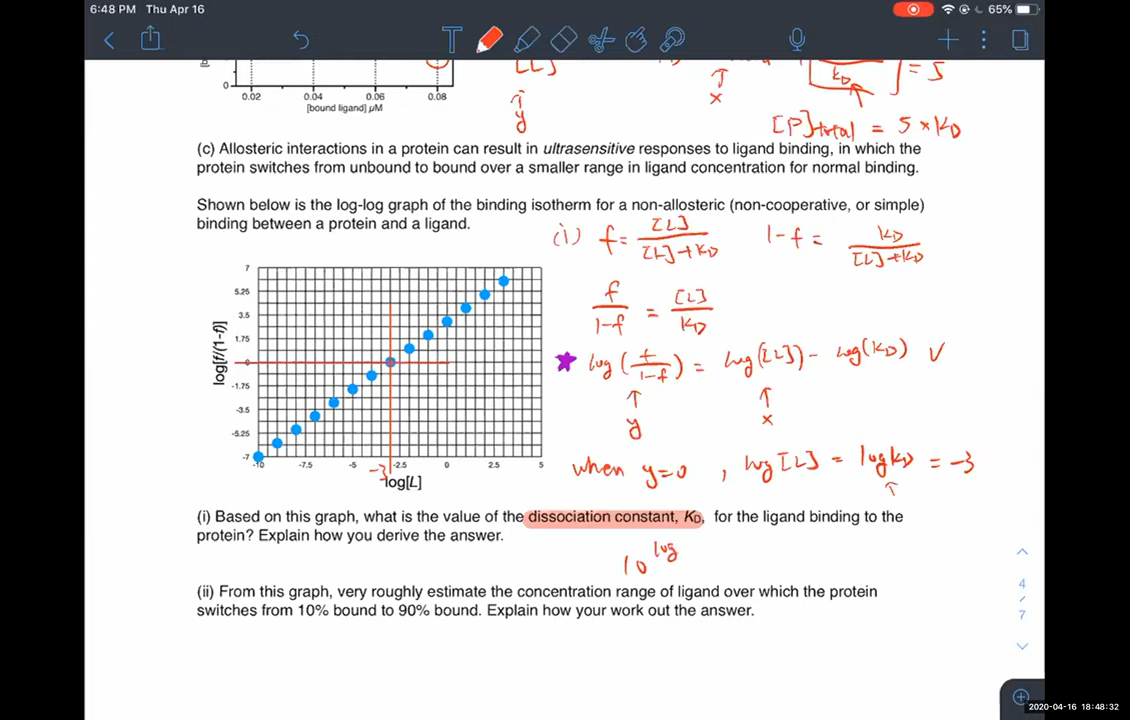 6:48 PM Thu Apr 16
65%
T
[L]
KD
] = 5
0
0.02 0.04 0.06 0.08
[bound ligand] µM
y
x
[P]total = 5 × KD
(c) Allosteric interactions in a protein can result in ultrasensitive responses to ligand binding, in which the
protein switches from unbound to bound over a smaller range in ligand concentration for normal binding.
Shown below is the log-log graph of the binding isotherm for a non-allosteric (non-cooperative, or simple)
binding between a protein and a ligand.
(i) f = [L] / [L]+KD 1-f = KD / [L]+KD
f / 1-f = [L] / KD
log(f / 1-f) = log([L]) - log(KD) ✓
y
x
when y=0, log[L] = logKD = -3
7
5.25
3.5
1.75
0
-1.75
-3.5
-5.25
-7
log[f/(1-f)]
-10 -7.5 -5 -2.5 0 2.5 5
-3
log[L]
(i) Based on this graph, what is the value of the dissociation constant, KD, for the ligand binding to the
protein? Explain how you derive the answer.
10^log
(ii) From this graph, very roughly estimate the concentration range of ligand over which the protein
switches from 10% bound to 90% bound. Explain how your work out the answer.
4
/
7
2020-04-16 18:48:32